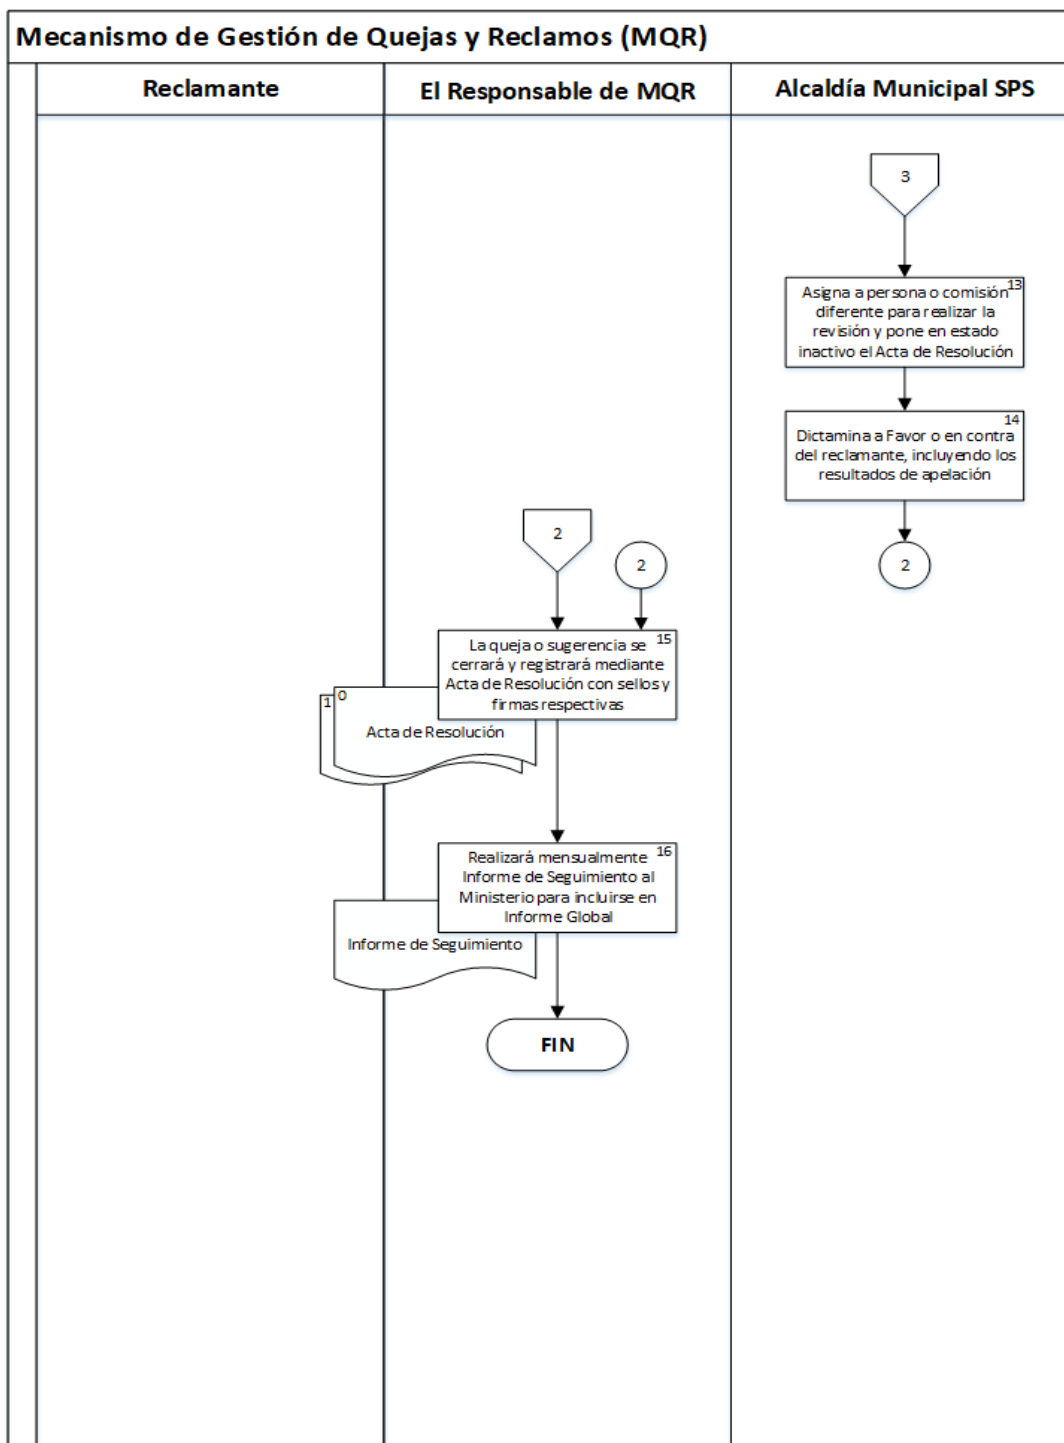 Mecanismo de Gestión de Quejas y Reclamos (MQR)
Reclamante
El Responsable de MQR
Alcaldía Municipal SPS
3
13
Asigna a persona o comisión
diferente para realizar la
revisión y pone en estado
inactivo el Acta de Resolución
14
Dictamina a Favor o en contra
del reclamante, incluyendo los
resultados de apelación
2
2
2
15
La queja o sugerencia se
cerrará y registrará mediante
Acta de Resolución con sellos y
firmas respectivas
1
0
Acta de Resolución
16
Realizará mensualmente
Informe de Seguimiento al
Ministerio para incluirse en
Informe Global
Informe de Seguimiento
FIN